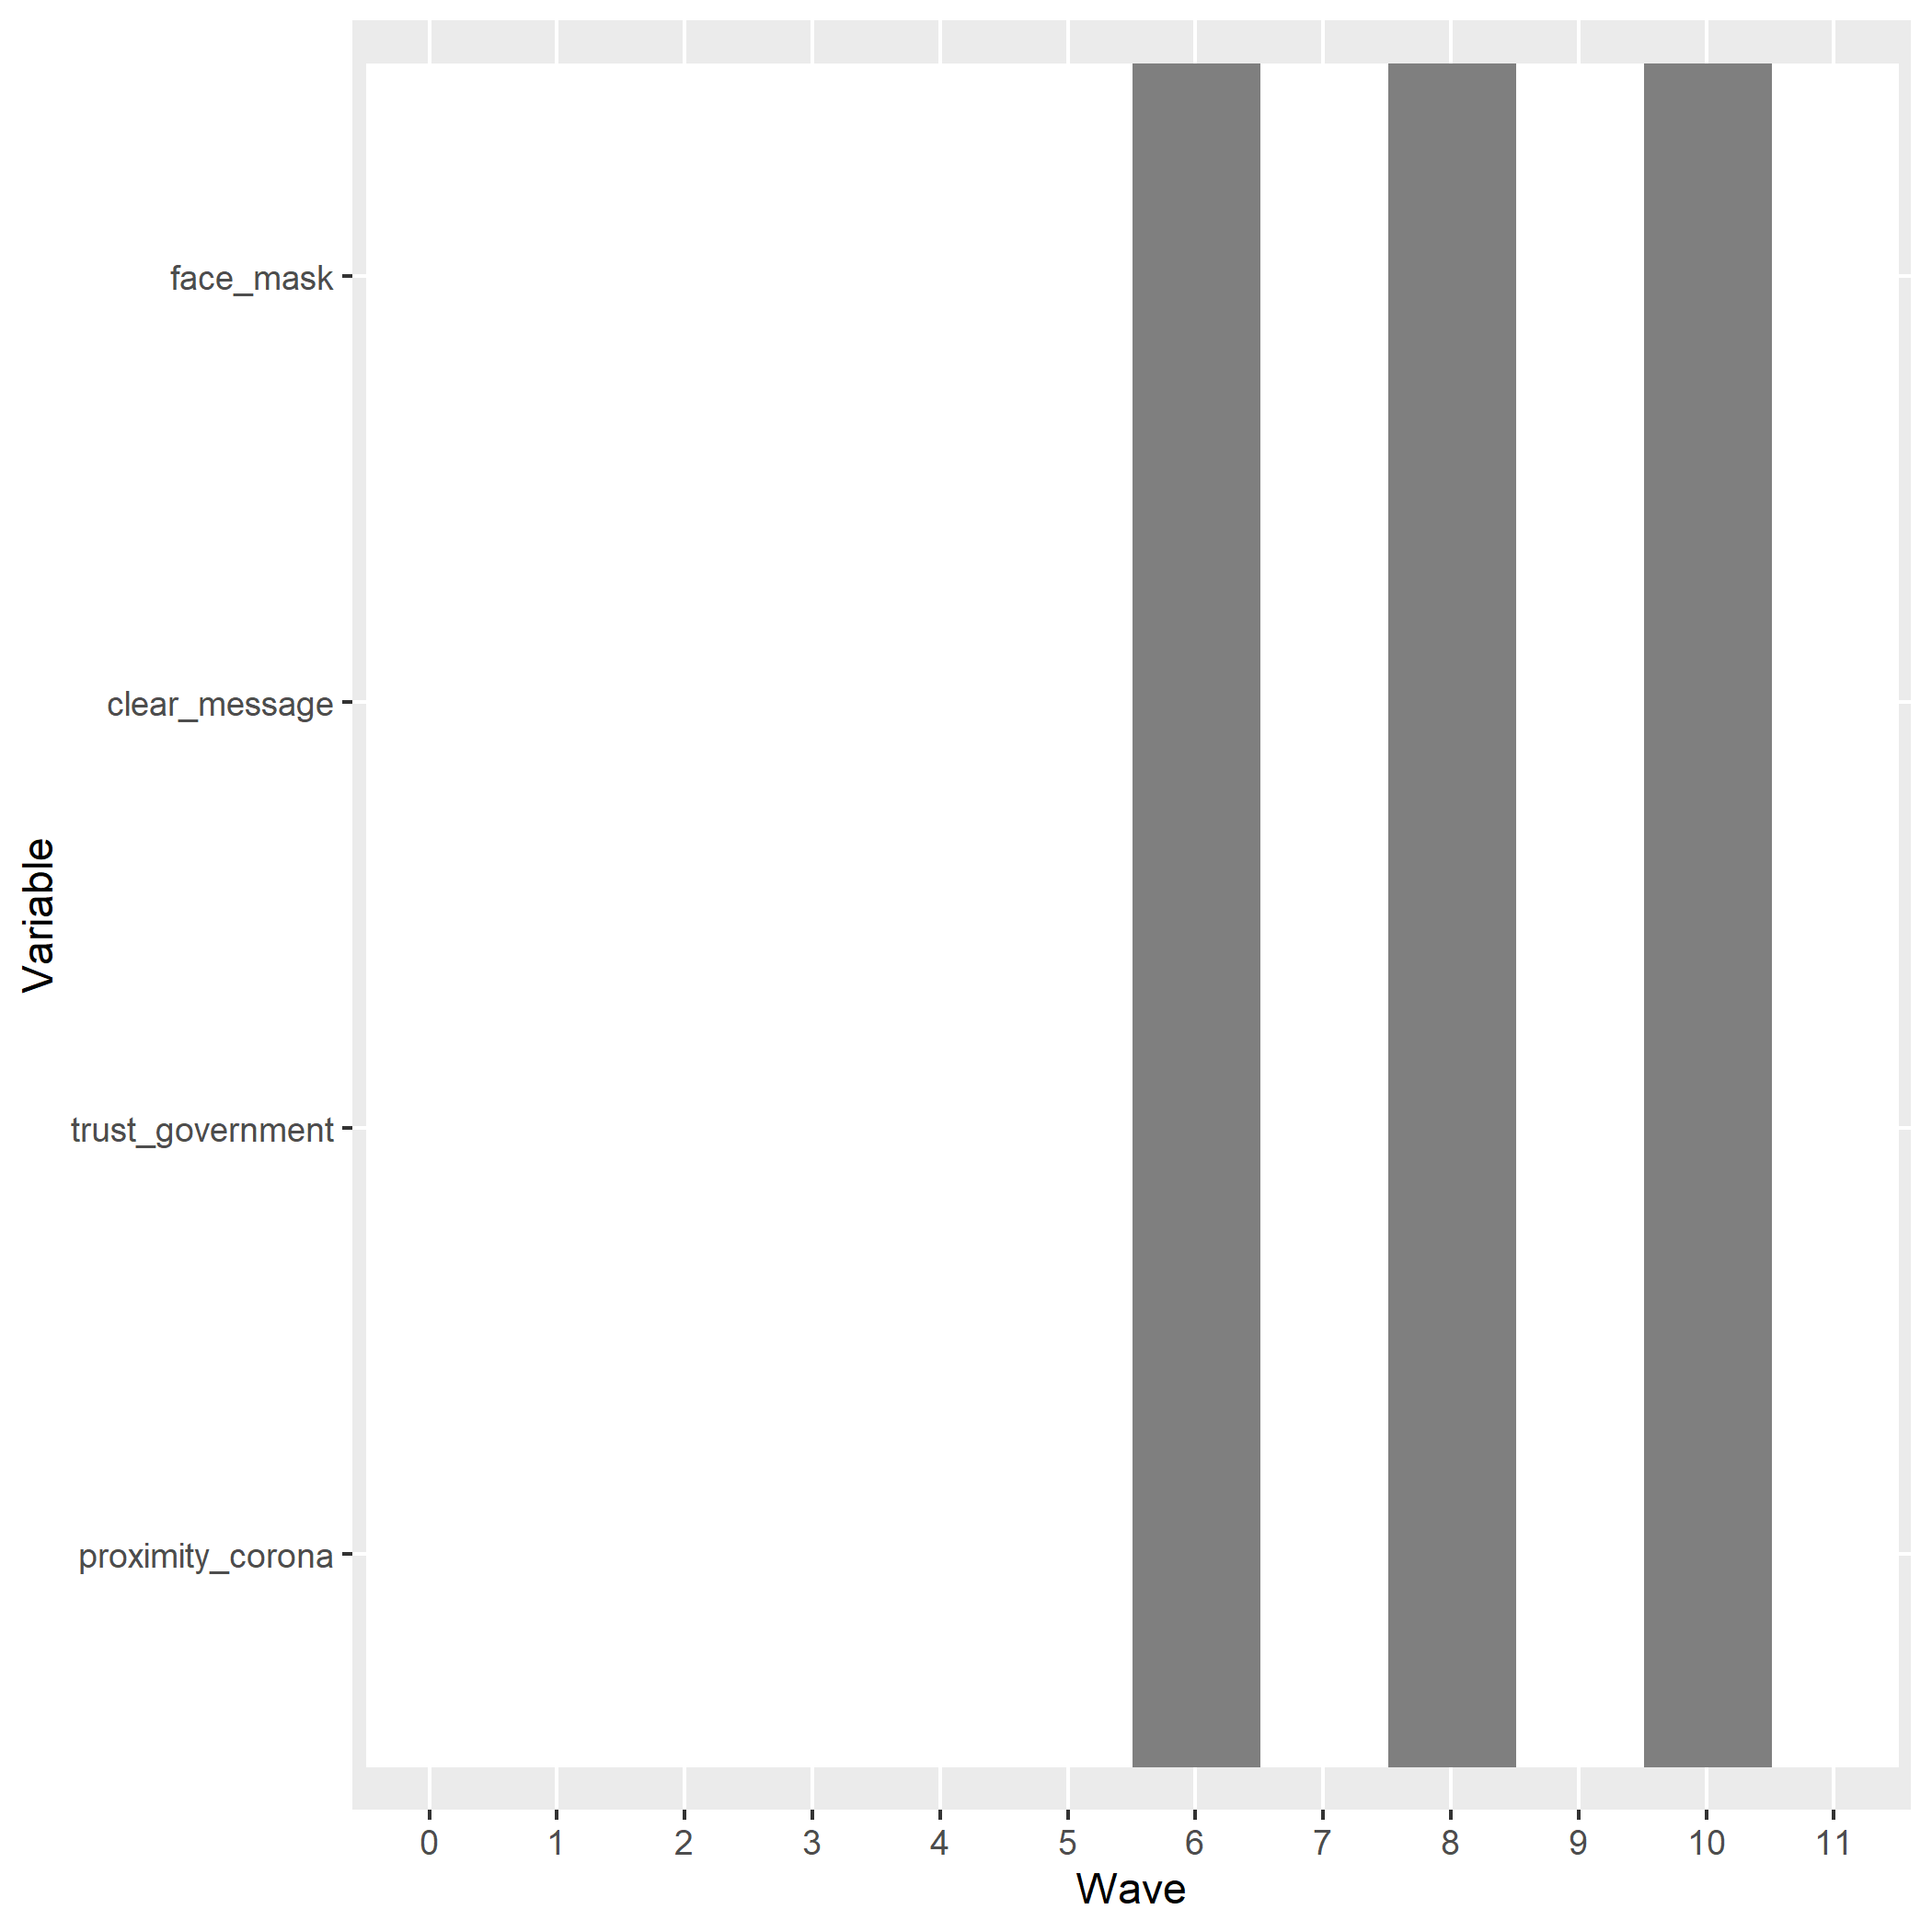 face_mask
clear_message
Variable
trust_government
proximity_corona
0 1 2 3 4 5 6 7 8 9 10 11
Wave